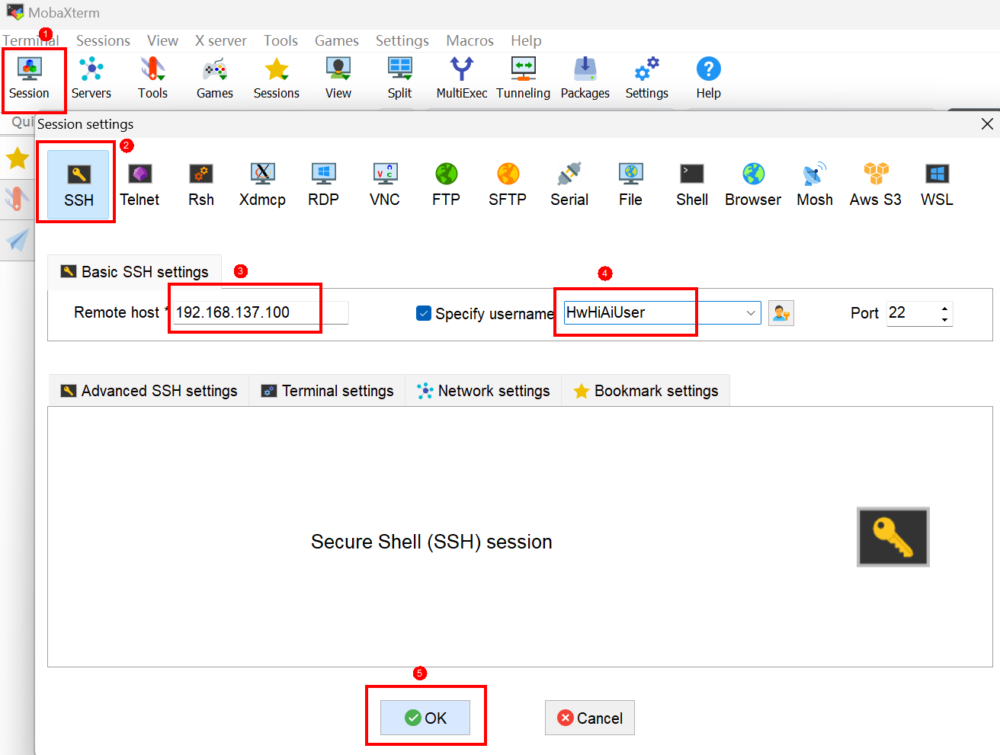 MobaXterm
Terminal Sessions View X server Tools Games Settings Macros Help
1
Session Servers Tools Games Sessions View Split MultiExec Tunneling Packages Settings Help
Qui
Session settings
2
SSH Telnet Rsh Xdmcp RDP VNC FTP SFTP Serial File Shell Browser Mosh Aws S3 WSL
Basic SSH settings
3
4
Remote host * 192.168.137.100 Specify username HwHiAiUser Port 22
Advanced SSH settings Terminal settings Network settings Bookmark settings
Secure Shell (SSH) session
5
OK Cancel